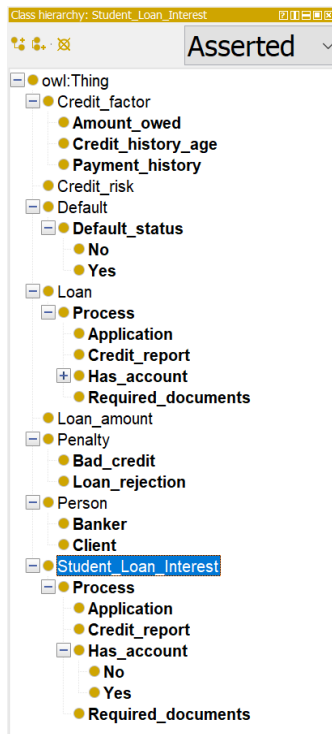 Class hierarchy: Student_Loan_Interest
Asserted
owl:Thing
Credit_factor
Amount_owed
Credit_history_age
Payment_history
Credit_risk
Default
Default_status
No
Yes
Loan
Process
Application
Credit_report
Has_account
Required_documents
Loan_amount
Penalty
Bad_credit
Loan_rejection
Person
Banker
Client
Student_Loan_Interest
Process
Application
Credit_report
Has_account
No
Yes
Required_documents